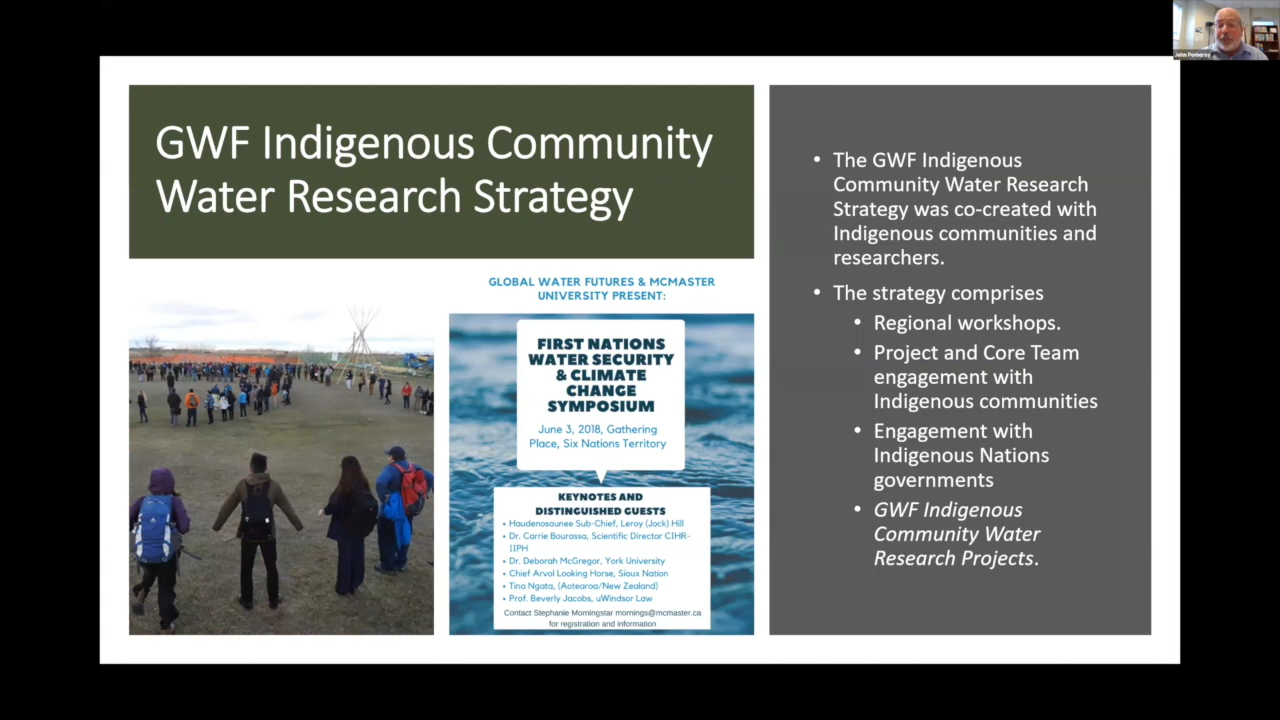 GWF Indigenous Community
Water Research Strategy
GLOBAL WATER FUTURES & MCMASTER
UNIVERSITY PRESENT:
FIRST NATIONS
WATER SECURITY
& CLIMATE
CHANGE
SYMPOSIUM
June 3, 2018, Gathering
Place, Six Nations Territory
KEYNOTES AND
DISTINGUISHED GUESTS
• Haudenosaunee Sub-Chief, Leroy (Jock) Hill
• Dr. Carrie Bourassa, Scientific Director CIHR-
IIPH
• Dr. Deborah McGregor, York University
• Chief Arvol Looking Horse, Sioux Nation
• Tina Ngata, (Aotearoa/New Zealand)
• Prof. Beverly Jacobs, uWindsor Law
Contact Stephanie Morningstar mornings@mcmaster.ca
for registration and information
• The GWF Indigenous
Community Water Research
Strategy was co-created with
Indigenous communities and
researchers.
• The strategy comprises
• Regional workshops.
• Project and Core Team
engagement with
Indigenous communities
• Engagement with
Indigenous Nations
governments
• GWF Indigenous
Community Water
Research Projects.
John Pomeroy